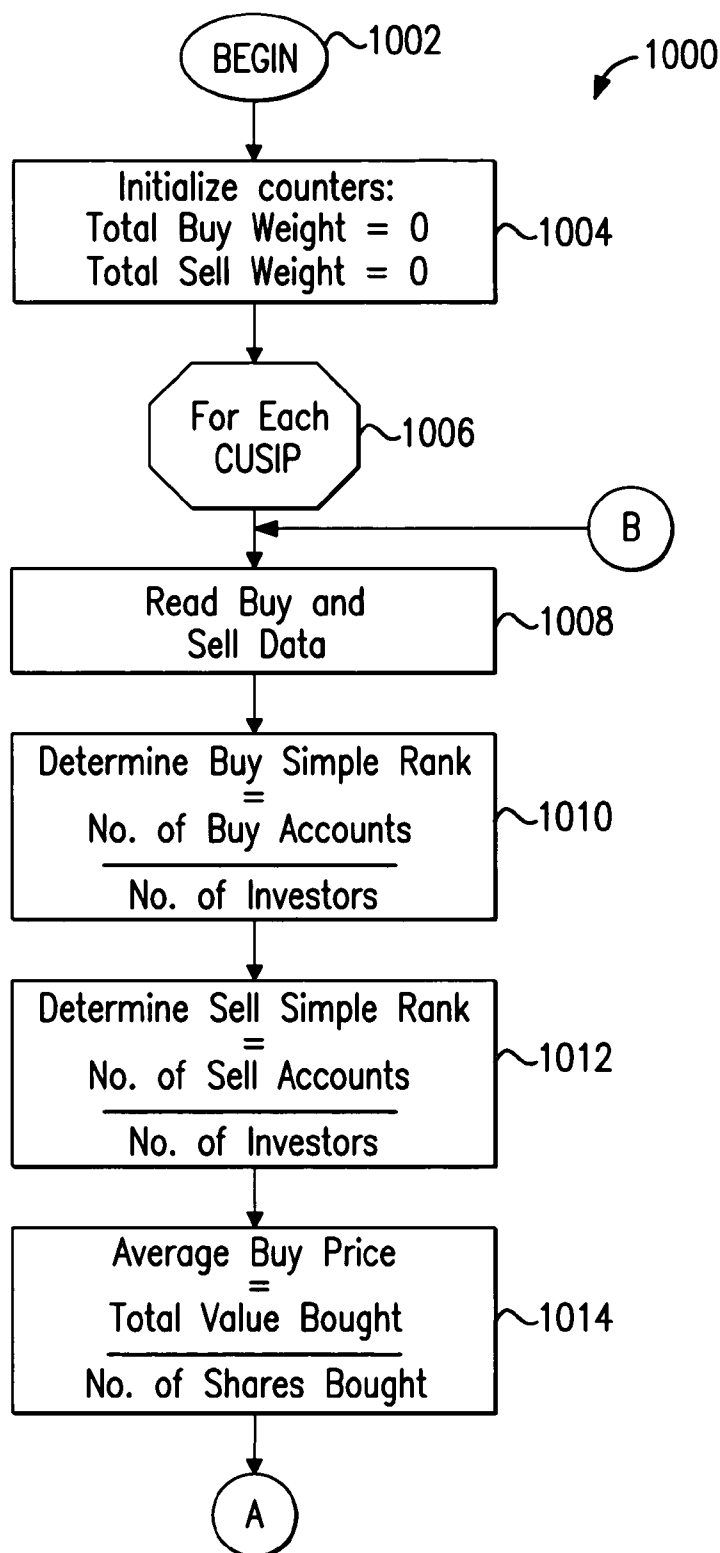 BEGIN
1002
1000
Initialize counters:
Total Buy Weight = 0
Total Sell Weight = 0
1004
For Each
CUSIP
1006
B
Read Buy and
Sell Data
1008
Determine Buy Simple Rank
=
No. of Buy Accounts
No. of Investors
1010
Determine Sell Simple Rank
=
No. of Sell Accounts
No. of Investors
1012
Average Buy Price
=
Total Value Bought
No. of Shares Bought
1014
A